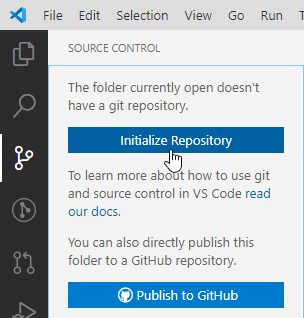 File Edit Selection View Go Run
SOURCE CONTROL
The folder currently open doesn't
have a git repository.
Initialize Repository
To learn more about how to use git
and source control in VS Code read
our docs.
You can also directly publish this
folder to a GitHub repository.
Publish to GitHub